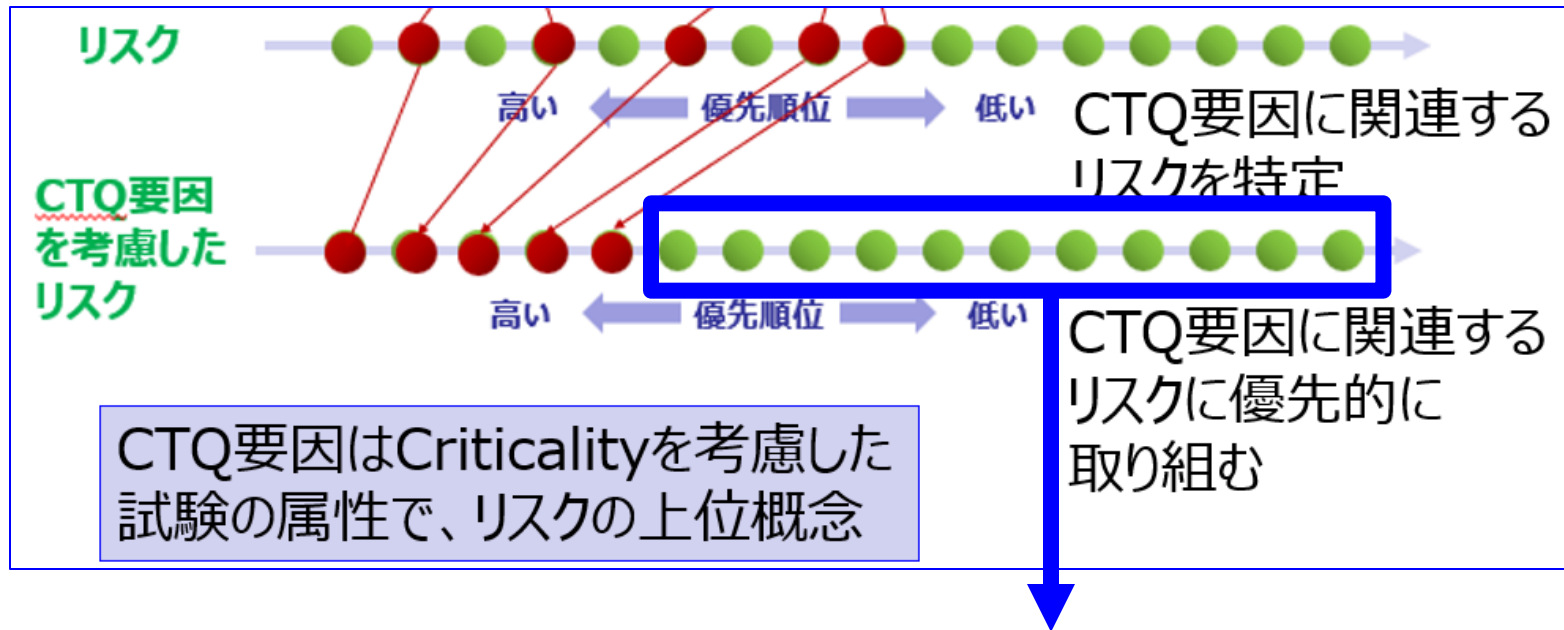 リスク
高い 優先順位 低い
CTQ要因に関連する
リスクを特定
CTQ要因
を考慮した
リスク
高い 優先順位 低い
CTQ要因に関連する
リスクに優先的に
取り組む
CTQ要因はCriticalityを考慮した
試験の属性で、リスクの上位概念